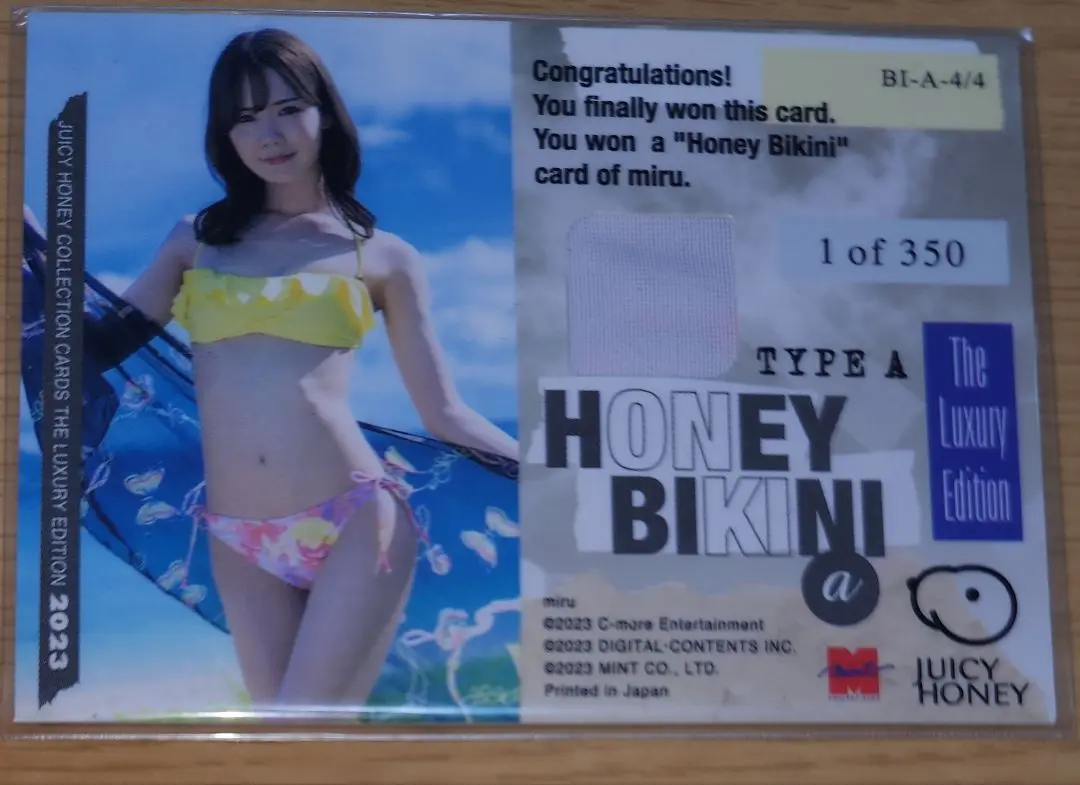 JUICY HONEY COLLECTION CARDS THE LUXURY EDITION 2023
Congratulations!
You finally won this card.
You won a "Honey Bikini"
card of miru.
BI-A-4/4
1 of 350
TYPE A
HONEY
BIKINI
a
The
Luxury
Edition
miru
©2023 C-more Entertainment
©2023 DIGITAL-CONTENTS INC.
©2023 MINT CO., LTD.
Printed in Japan
JUICY
HONEY